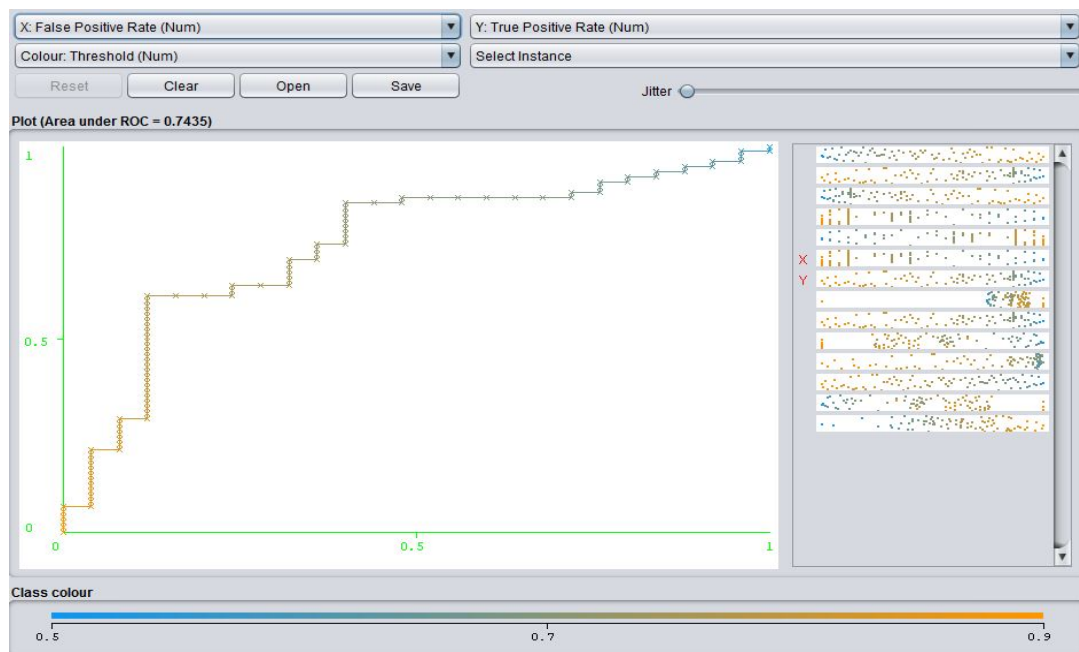 X: False Positive Rate (Num) Y: True Positive Rate (Num)
Colour: Threshold (Num) Select Instance
Reset Clear Open Save Jitter
Plot (Area under ROC = 0.7435)
1
X
Y
0.5
0
0 0.5 1
Class colour
0.5 0.7 0.9